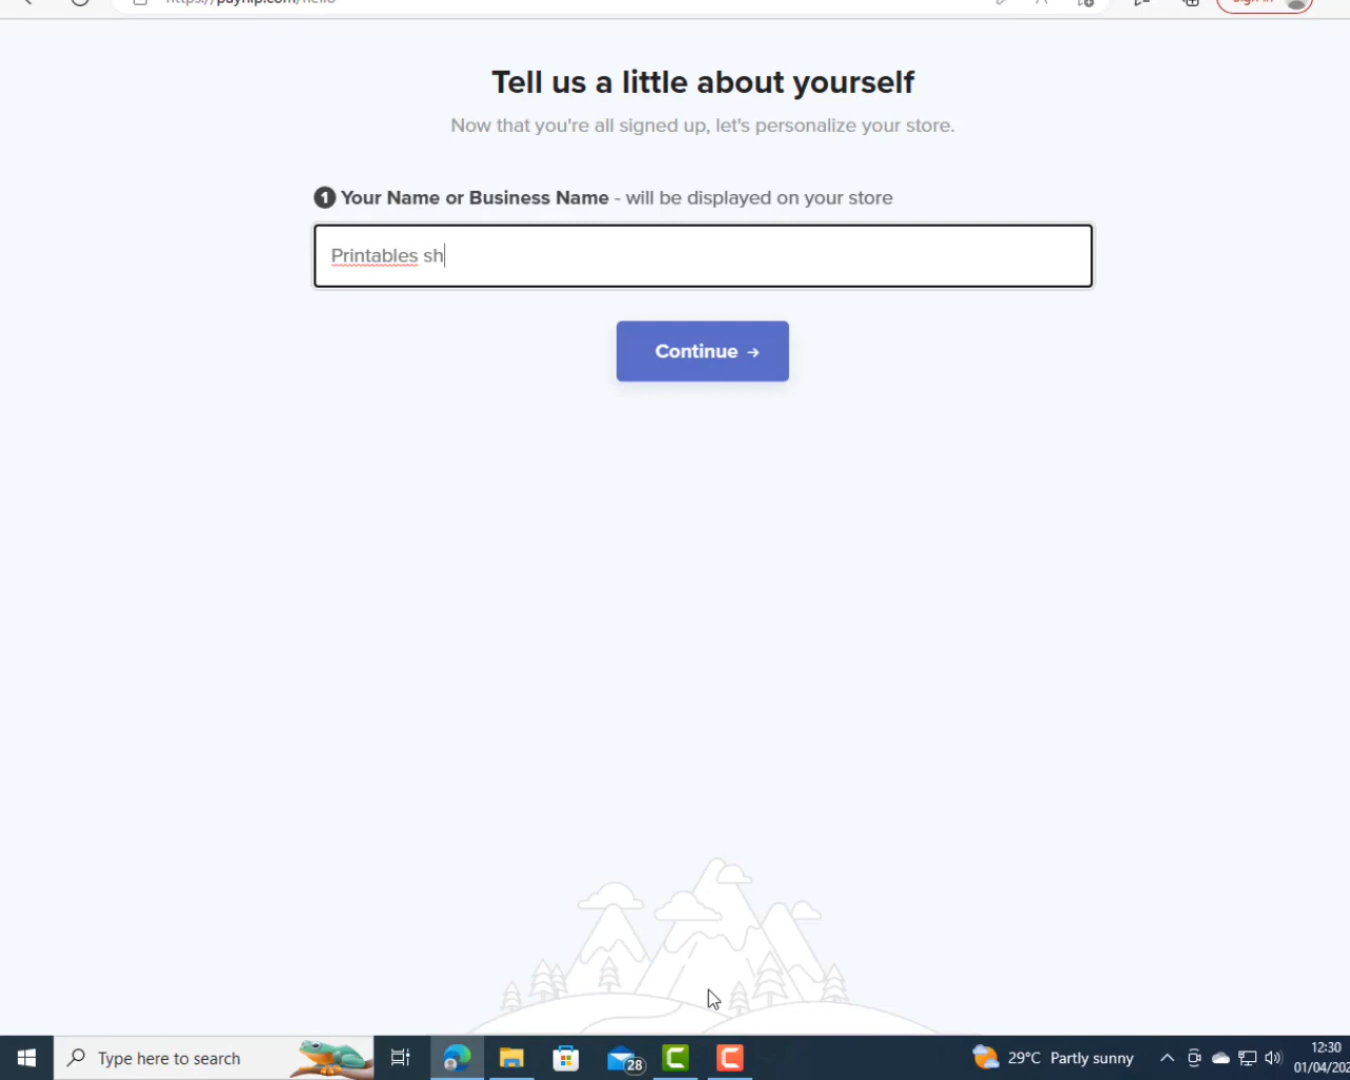 Tell us a little about yourself
Now that you're all signed up, let's personalize your store.
1 Your Name or Business Name - will be displayed on your store
Printables sh
Continue →
Type here to search
28
29°C Partly sunny
12:30